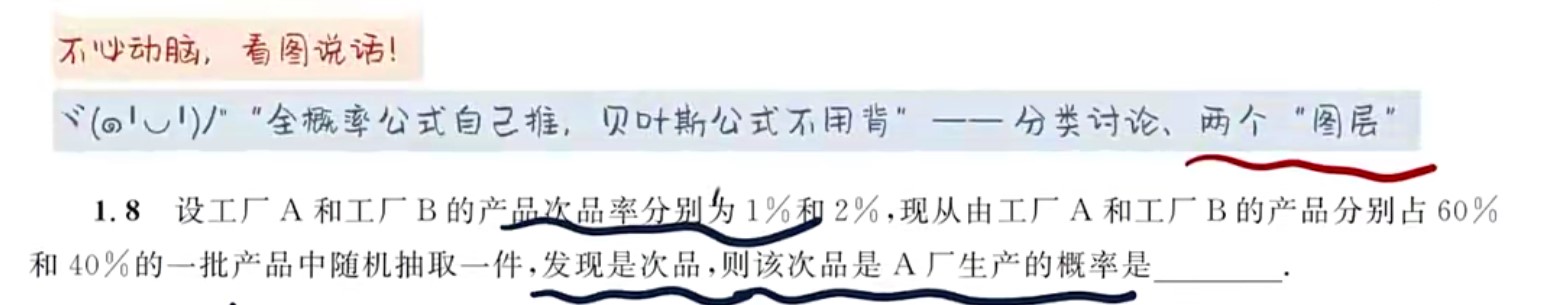 不必动脑，看图说话！
ヾ(๑╹◡╹)ﾉ" "全概率公式自己推，贝叶斯公式不用背" —— 分类讨论、两个 "图层"
1.8 设工厂 A 和工厂 B 的产品次品率分别为 1%和 2%,现从由工厂 A 和工厂 B 的产品分别占 60%
和 40%的一批产品中随机抽取一件,发现是次品,则该次品是 A 厂生产的概率是________.